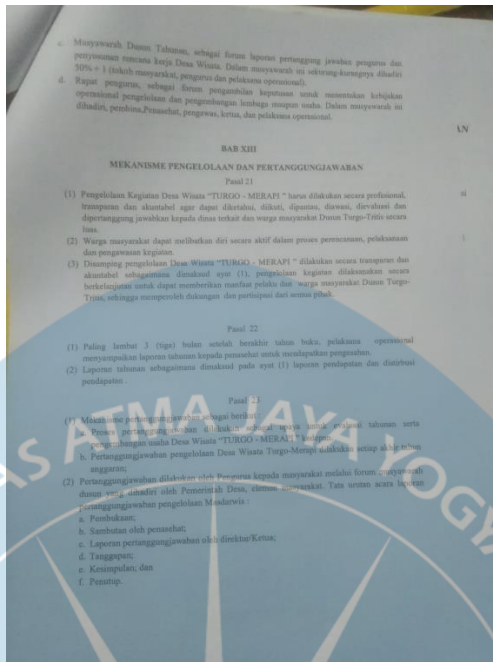 c. Musyawarah Dusun Tahunan, sebagai forum laporan pertanggung jawaban pengurus dan
penyusunan rencana kerja Desa Wisata. Dalam musyawarah ini sekurang-kurangnya dihadiri
50% + 1 (tokoh masyarakat, pengurus dan pelaksana operasional).
d. Rapat pengurus, sebagai forum pengambilan keputusan untuk menentukan kebijakan
operasional pengelolaan dan pengembangan lembaga maupun usaha. Dalam musyawarah ini
dihadiri, pembina,Penasehat, pengawas, ketua, dan pelaksana operasional.
BAB XIII
MEKANISME PENGELOLAAN DAN PERTANGGUNGJAWABAN
Pasal 21
(1) Pengelolaan Kegiatan Desa Wisata "TURGO - MERAPI " harus dilakukan secara profesional,
transparan dan akuntabel agar dapat diketahui, diikuti, dipantau, diawasi, dievaluasi dan
dipertanggung jawabkan kepada dinas terkait dan warga masyarakat Dusun Turgo-Tritis secara
luas.
(2) Warga masyarakat dapat melibatkan diri secara aktif dalam proses perencanaan, pelaksanaan
dan pengawasan kegiatan.
(3) Disamping pengelolaan Desa Wisata "TURGO - MERAPI " dilakukan secara transparan dan
akuntabel sebagaimana dimaksud ayat (1), pengelolaan kegiatan dilaksanakan secara
berkelanjutan untuk dapat memberikan manfaat pelaku dan warga masyarakat Dusun Turgo-
Tritis, sehingga memperoleh dukungan dan partisipasi dari semua pihak.
Pasal 22
(1) Paling lambat 3 (tiga) bulan setelah berakhir tahun buku, pelaksana operasional
menyampaikan laporan tahunan kepada penasehat untuk mendapatkan pengesahan.
(2) Laporan tahunan sebagaimana dimaksud pada ayat (1) laporan pendapatan dan distribusi
pendapatan .
Pasal 23
(1) Makanisme pertanggungjawaban sebagai berikut :
a. Proses pertanggungjawaban dilakukan sebagai upaya untuk evaluasi tahunan serta
pengembangan usaha Desa Wisata "TURGO - MERAPI" kedepan.
b. Pertanggungjawaban pengelolaan Desa Wisata Turgo-Merapi dilakukan setiap akhir tahun
anggaran;
(2) Pertanggungjawaban dilakukan oleh Pengurus kepada masyarakat melalui forum musyawarah
dusun yang dihadiri oleh Pemerintah Desa, elemen masyarakat. Tata urutan acara laporan
pertanggungjawaban pengelolaan Masdarwis :
a. Pembukaan;
b. Sambutan oleh penasehat;
c. Laporan pertanggungjawaban oleh direktur/Ketua;
d. Tanggapan;
e. Kesimpulan; dan
f. Penutup.
AS ATMA JAYA YOG